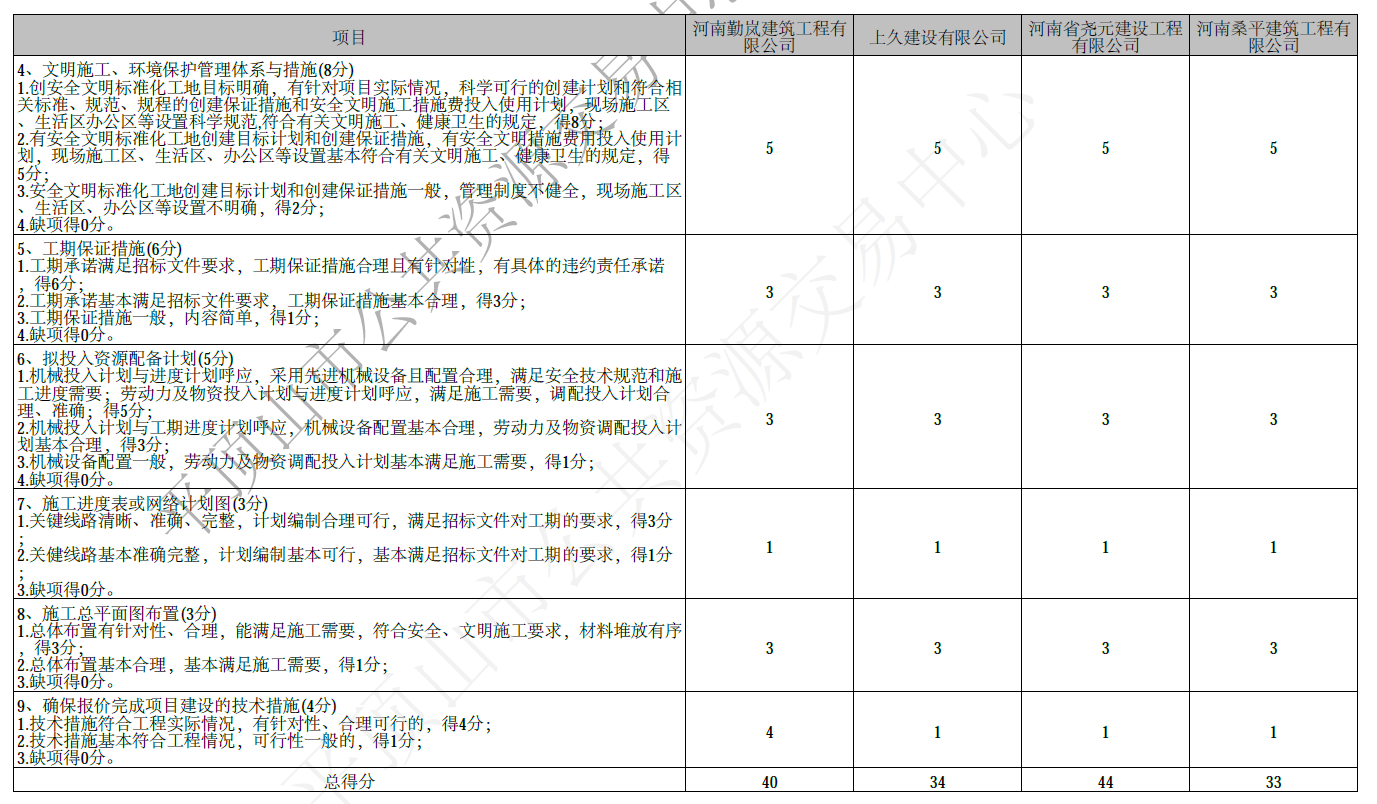 项目
河南勤岚建筑工程有
限公司
上久建设有限公司
河南省尧元建设工程
有限公司
河南桑平建筑工程有
限公司
4、文明施工、环境保护管理体系与措施(8分)
1.创安全文明标准化工地目标明确，有针对项目实际情况，科学可行的创建计划和符合相
关标准、规范、规程的创建保证措施和安全文明施工措施费投入使用计划，现场施工区
、生活区办公区等设置科学规范,符合有关文明施工、健康卫生的规定，得8分；
2.有安全文明标准化工地创建目标计划和创建保证措施，有安全文明措施费用投入使用计
划，现场施工区、生活区、办公区等设置基本符合有关文明施工、健康卫生的规定，得
5分；
3.安全文明标准化工地创建目标计划和创建保证措施一般，管理制度不健全，现场施工区
、生活区、办公区等设置不明确，得2分；
4.缺项得0分。
5 5 5 5
5、工期保证措施(6分)
1.工期承诺满足招标文件要求，工期保证措施合理且有针对性，有具体的违约责任承诺
，得6分；
2.工期承诺基本满足招标文件要求，工期保证措施基本合理，得3分；
3.工期保证措施一般，内容简单，得1分；
4.缺项得0分。
3 3 3 3
6、拟投入资源配备计划(5分)
1.机械投入计划与进度计划呼应，采用先进机械设备且配置合理，满足安全技术规范和施
工进度需要；劳动力及物资投入计划与进度计划呼应，满足施工需要，调配投入计划合
理、准确；得5分；
2.机械投入计划与工期进度计划呼应，机械设备配置基本合理，劳动力及物资调配投入计
划基本合理，得3分；
3.机械设备配置一般，劳动力及物资调配投入计划基本满足施工需要，得1分；
4.缺项得0分。
3 3 3 3
7、施工进度表或网络计划图(3分)
1.关键线路清晰、准确、完整，计划编制合理可行，满足招标文件对工期的要求，得3分
；
2.关健线路基本准确完整，计划编制基本可行，基本满足招标文件对工期的要求，得1分
；
3.缺项得0分。
1 1 1 1
8、施工总平面图布置(3分)
1.总体布置有针对性、合理，能满足施工需要，符合安全、文明施工要求，材料堆放有序
，得3分；
2.总体布置基本合理，基本满足施工需要，得1分；
3.缺项得0分。
3 3 3 3
9、确保报价完成项目建设的技术措施(4分)
1.技术措施符合工程实际情况，有针对性、合理可行的，得4分；
2.技术措施基本符合工程情况，可行性一般的，得1分；
3.缺项得0分。
4 1 1 1
总得分 40 34 44 33
平顶山市公共资源交易中心
平顶山市公共资源交易中心